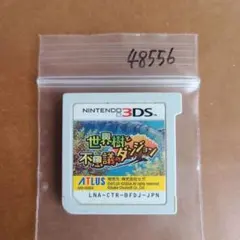 48556
NINTENDO 3DS
世界樹と
不思議のダンジョン
ATLUS
LNA-CTR-BFDJ-JPN